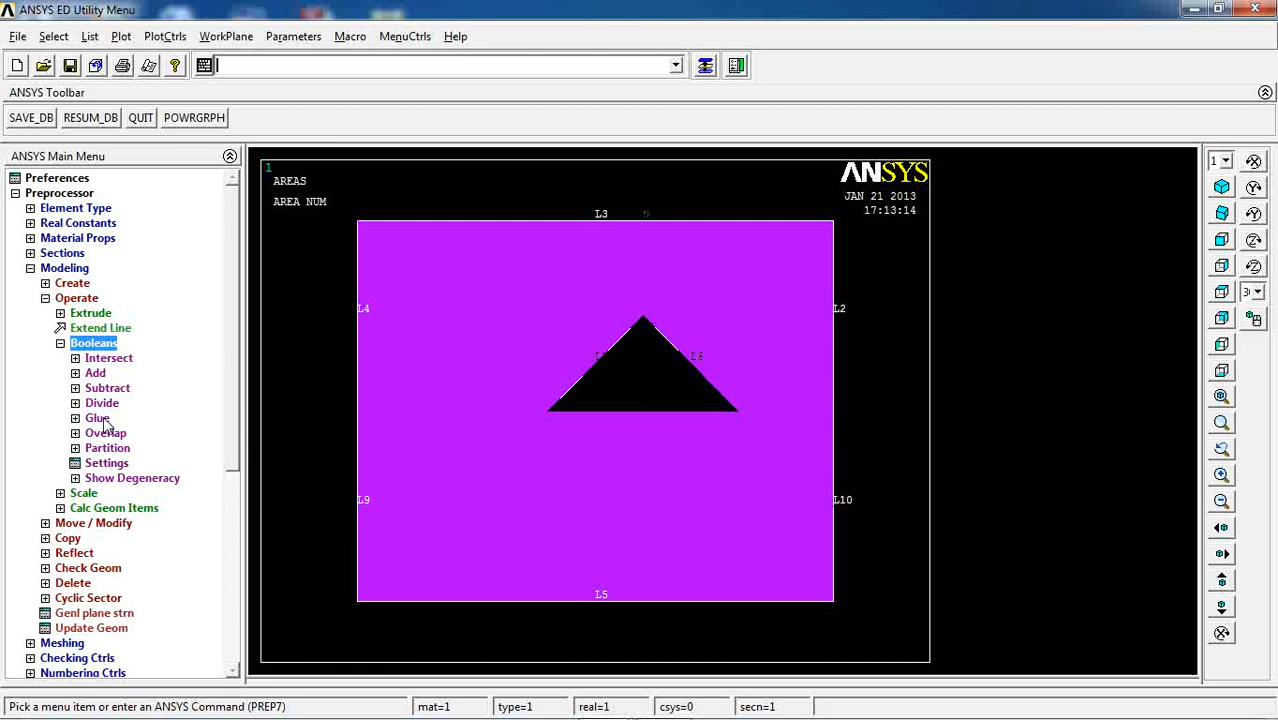 ANSYS ED Utility Menu
File Select List Plot PlotCtrls WorkPlane Parameters Macro MenuCtrls Help
ANSYS Toolbar
SAVE_DB RESUM_DB QUIT POWRGRPH
ANSYS Main Menu
Preferences
Preprocessor
Element Type
Real Constants
Material Props
Sections
Modeling
Create
Operate
Extrude
Extend Line
Booleans
Intersect
Add
Subtract
Divide
Glue
Overlap
Partition
Settings
Show Degeneracy
Scale
Calc Geom Items
Move / Modify
Copy
Reflect
Check Geom
Delete
Cyclic Sector
Genl plane strn
Update Geom
Meshing
Checking Ctrls
Numbering Ctrls
1
AREAS
AREA NUM
ANSYS
JAN 21 2013
17:13:14
L3
L4
L2
L6
L9
L10
L5
1
Pick a menu item or enter an ANSYS Command (PREP7) mat=1 type=1 real=1 csys=0 secn=1